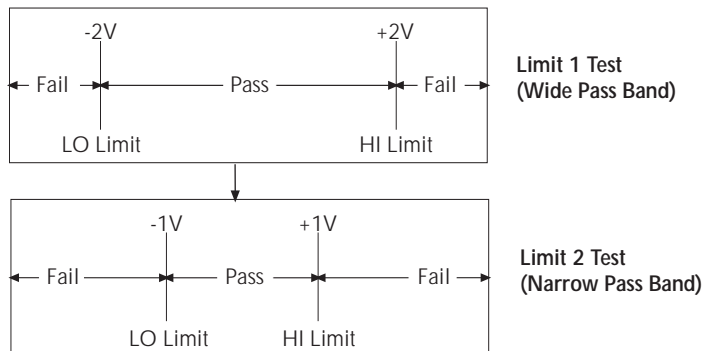 -2V +2V
Fail Pass Fail
LO Limit HI Limit
Limit 1 Test
(Wide Pass Band)
-1V +1V
Fail Pass Fail
LO Limit HI Limit
Limit 2 Test
(Narrow Pass Band)